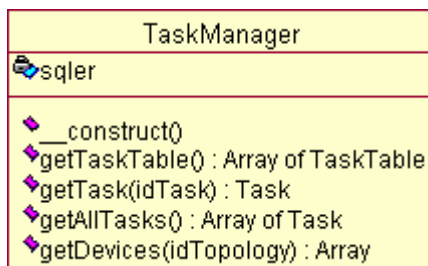 TaskManager
sqler
__construct()
getTaskTable() : Array of TaskTable
getTask(idTask) : Task
getAllTasks() : Array of Task
getDevices(idTopology) : Array